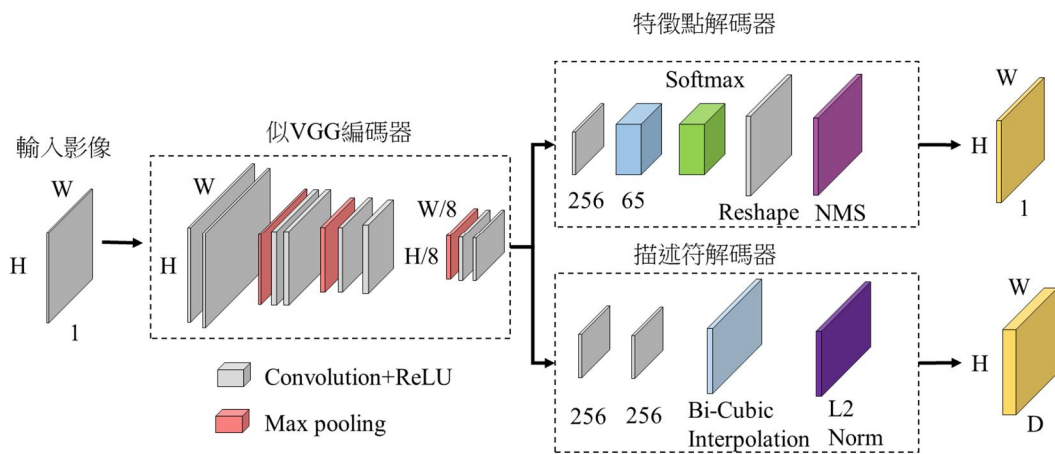 輸入影像
W
H
1
似VGG編碼器
W
H
W/8
H/8
Convolution+ReLU
Max pooling
特徵點解碼器
Softmax
256
65
Reshape
NMS
W
H
1
描述符解碼器
256
256
Bi-Cubic
Interpolation
L2
Norm
W
H
D